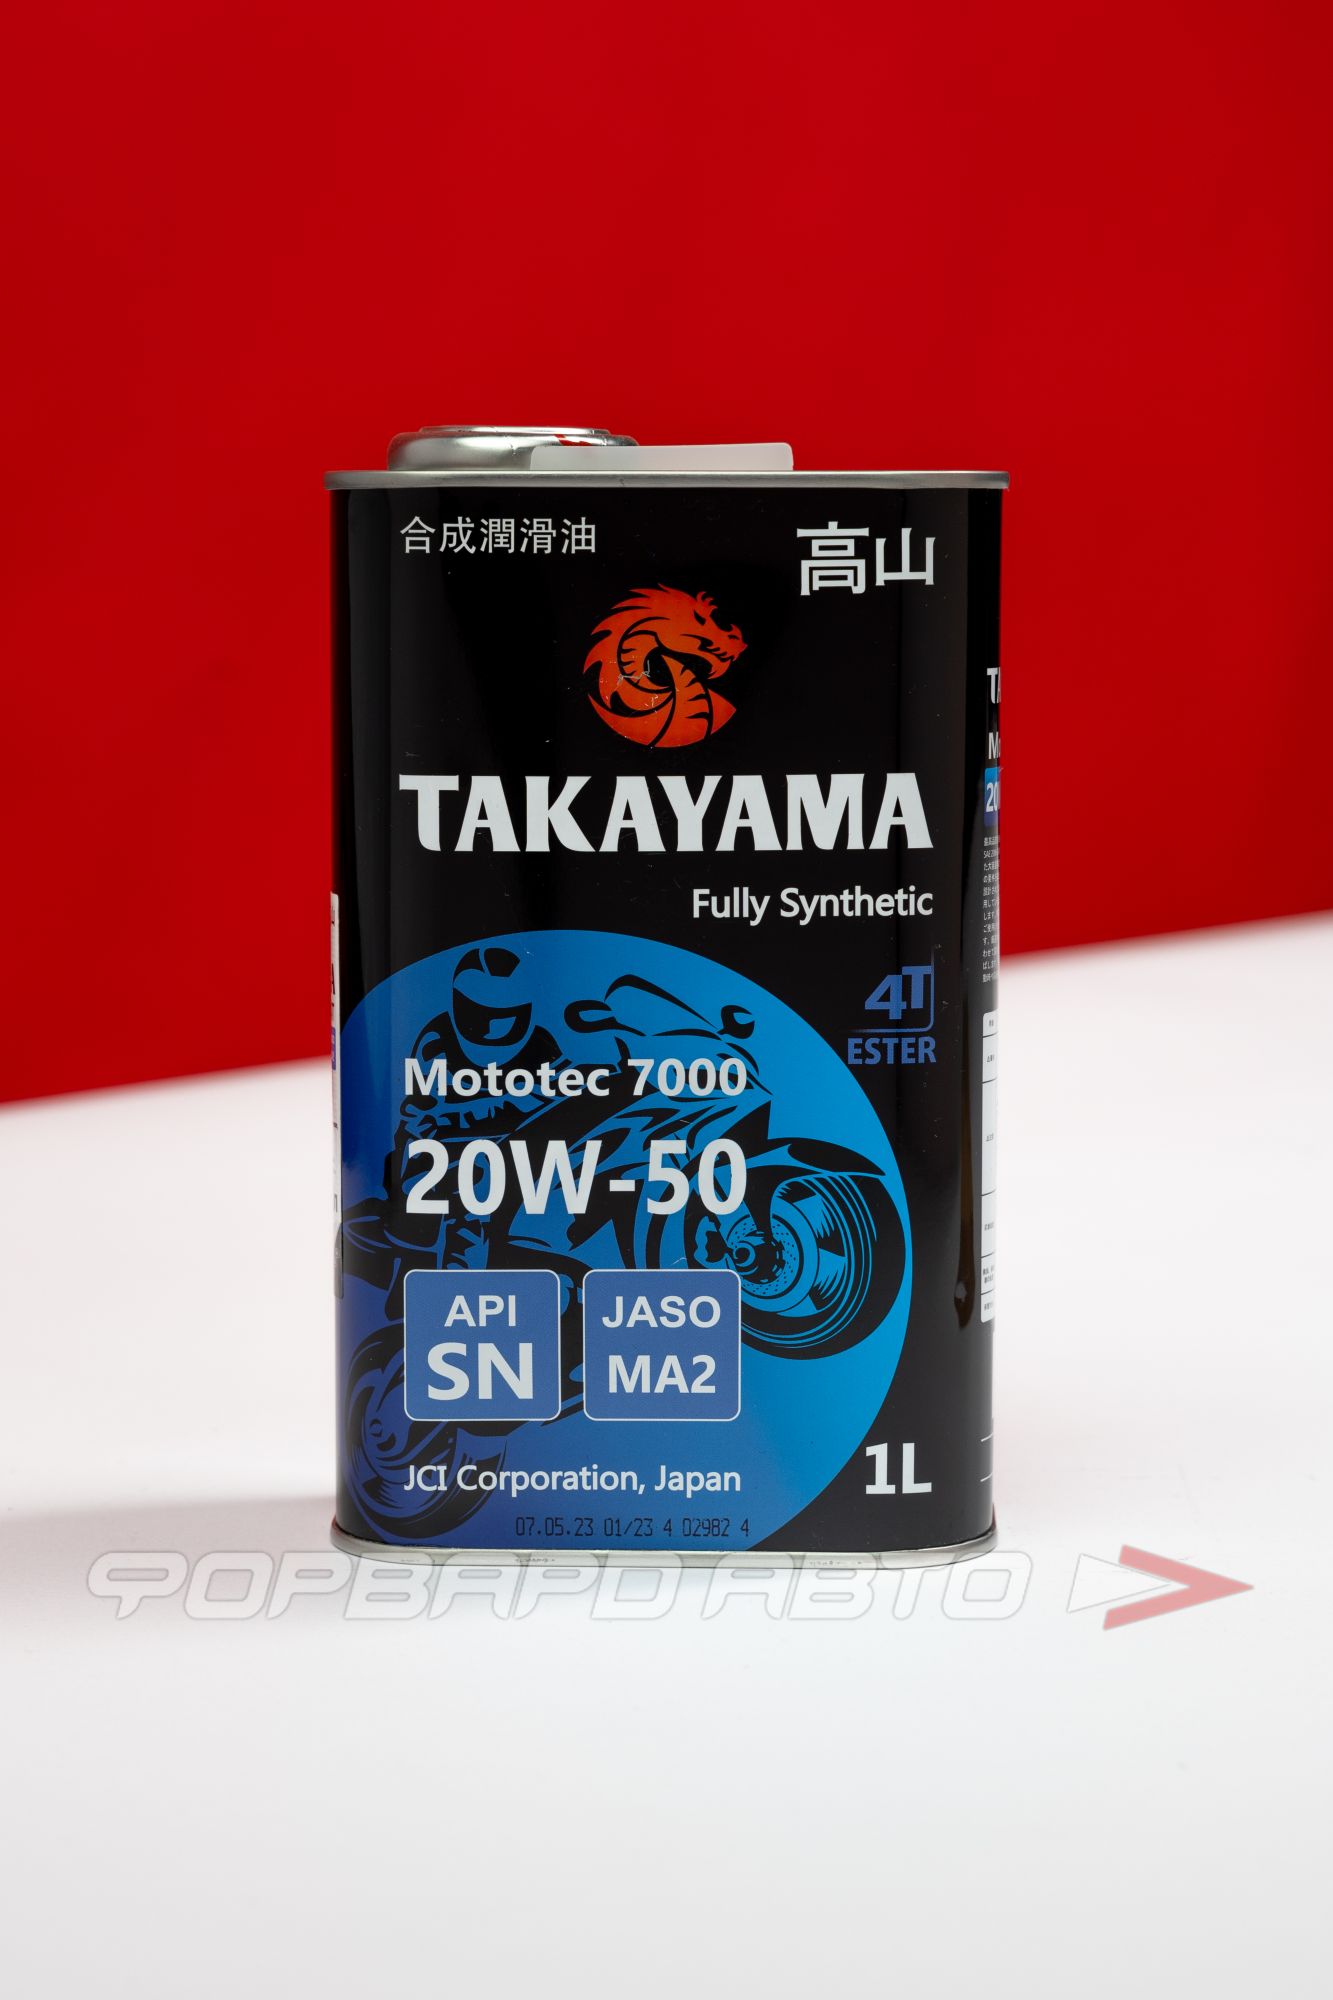 合成潤滑油
高山
TAKAYAMA
Fully Synthetic
4T
ESTER
Mototec 7000
20W-50
API
SN
JASO
MA2
JCI Corporation, Japan
1L
07.05.23 01/23 4 02982 4
ФОРВАРД АВТО